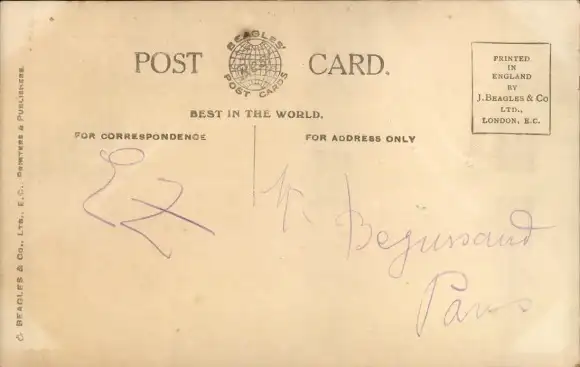 POST CARD.
BEAGLES'
POST CARDS
BEST IN THE WORLD.
PRINTED
IN
ENGLAND
BY
J. BEAGLES & CO
LTD.,
LONDON, E.C.
FOR CORRESPONDENCE
FOR ADDRESS ONLY
Paris
J. BEAGLES & CO., LTD., E.C., PRINTERS & PUBLISHERS.